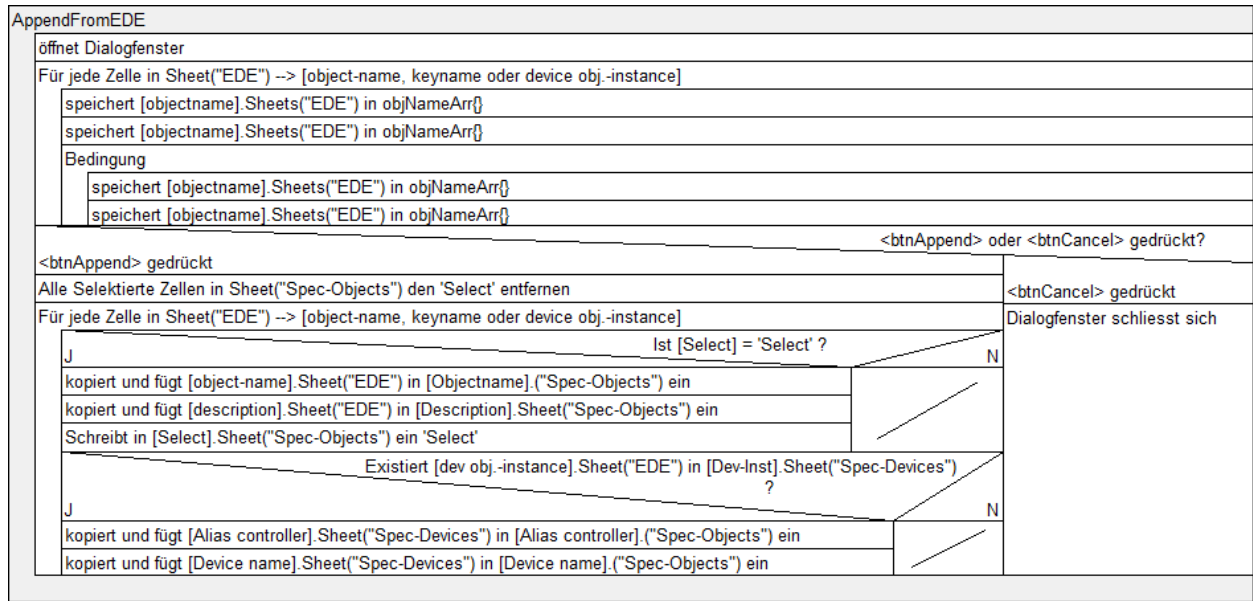 AppendFromEDE
öffnet Dialogfenster
Für jede Zelle in Sheet("EDE") --> [object-name, keyname oder device obj.-instance]
speichert [objectname].Sheets("EDE") in objNameArr{}
speichert [objectname].Sheets("EDE") in objNameArr{}
Bedingung
speichert [objectname].Sheets("EDE") in objNameArr{}
speichert [objectname].Sheets("EDE") in objNameArr{}
<btnAppend> oder <btnCancel> gedrückt?
<btnAppend> gedrückt
Alle Selektierte Zellen in Sheet("Spec-Objects") den 'Select' entfernen
Für jede Zelle in Sheet("EDE") --> [object-name, keyname oder device obj.-instance]
Ist [Select] = 'Select' ?
J
N
kopiert und fügt [object-name].Sheet("EDE") in [Objectname].("Spec-Objects") ein
kopiert und fügt [description].Sheet("EDE") in [Description].Sheet("Spec-Objects") ein
Schreibt in [Select].Sheet("Spec-Objects") ein 'Select'
Existiert [dev obj.-instance].Sheet("EDE") in [Dev-Inst].Sheet("Spec-Devices")
?
J
N
kopiert und fügt [Alias controller].Sheet("Spec-Devices") in [Alias controller].("Spec-Objects") ein
kopiert und fügt [Device name].Sheet("Spec-Devices") in [Device name].("Spec-Objects") ein
<btnCancel> gedrückt
Dialogfenster schliesst sich